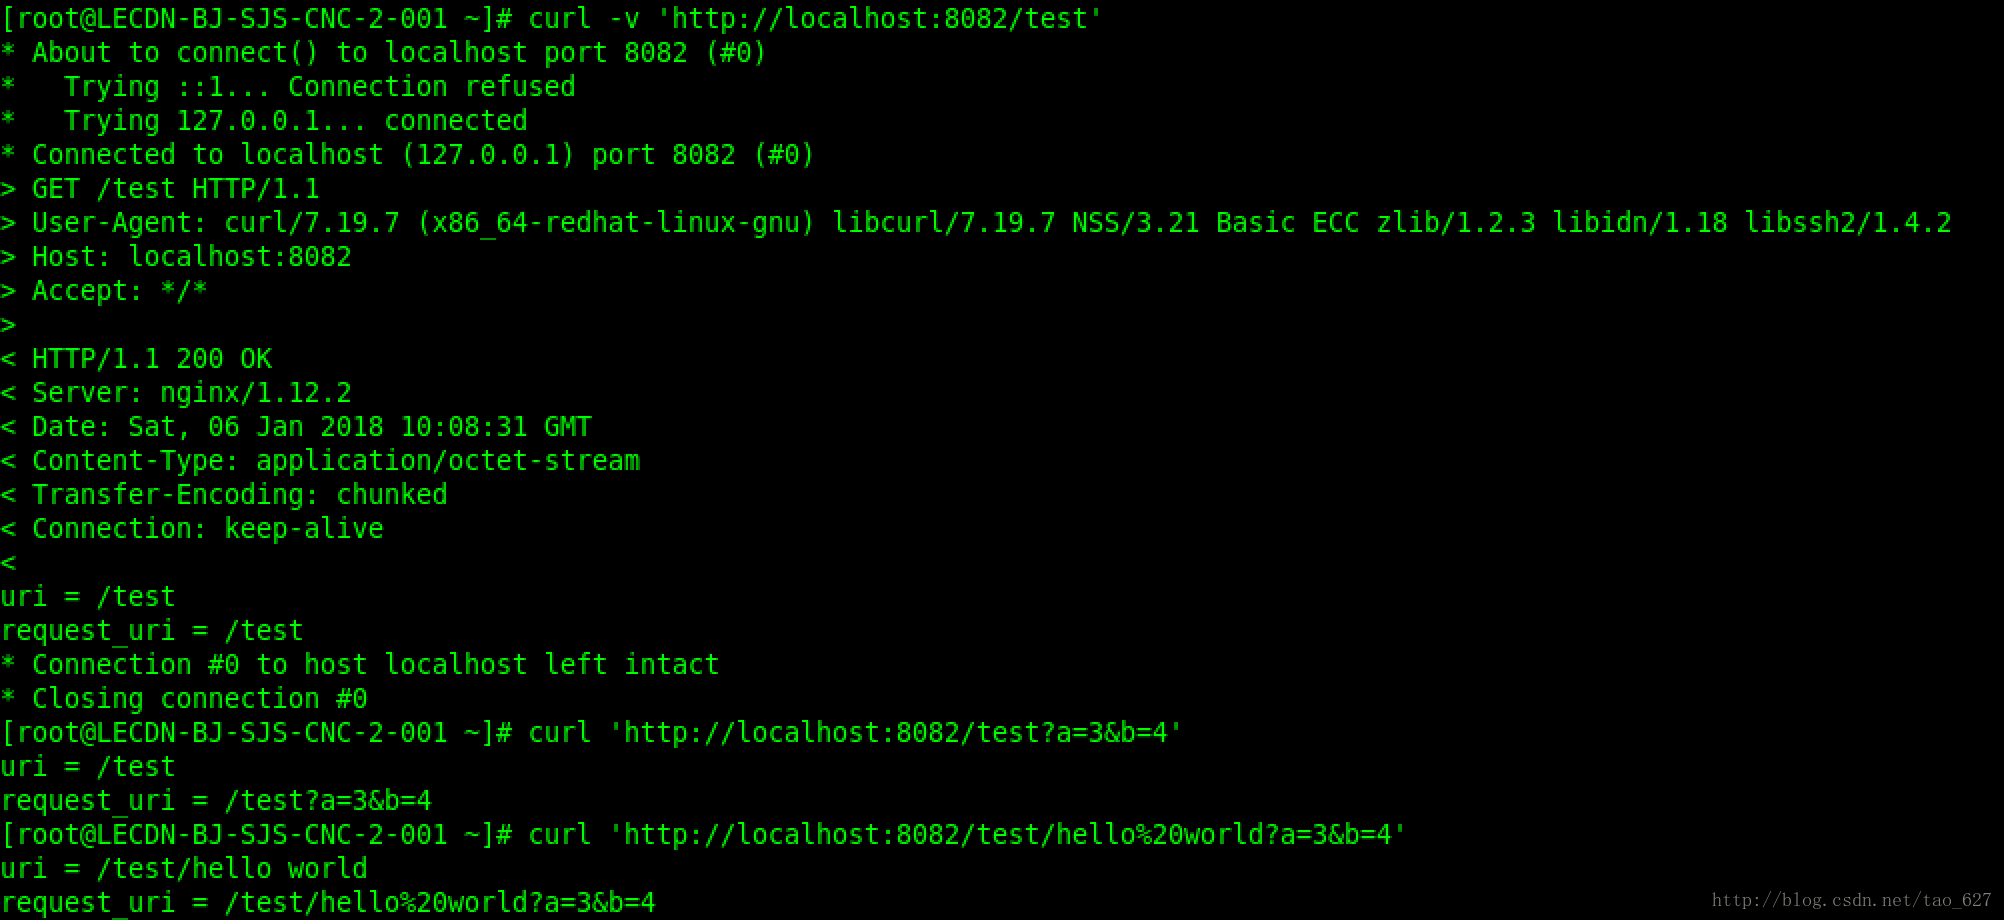 [root@LECDN-BJ-SJS-CNC-2-001 ~]# curl -v 'http://localhost:8082/test'
* About to connect() to localhost port 8082 (#0)
*   Trying ::1... Connection refused
*   Trying 127.0.0.1... connected
* Connected to localhost (127.0.0.1) port 8082 (#0)
> GET /test HTTP/1.1
> User-Agent: curl/7.19.7 (x86_64-redhat-linux-gnu) libcurl/7.19.7 NSS/3.21 Basic ECC zlib/1.2.3 libidn/1.18 libssh2/1.4.2
> Host: localhost:8082
> Accept: */*
>
< HTTP/1.1 200 OK
< Server: nginx/1.12.2
< Date: Sat, 06 Jan 2018 10:08:31 GMT
< Content-Type: application/octet-stream
< Transfer-Encoding: chunked
< Connection: keep-alive
<
uri = /test
request_uri = /test
* Connection #0 to host localhost left intact
* Closing connection #0
[root@LECDN-BJ-SJS-CNC-2-001 ~]# curl 'http://localhost:8082/test?a=3&b=4'
uri = /test
request_uri = /test?a=3&b=4
[root@LECDN-BJ-SJS-CNC-2-001 ~]# curl 'http://localhost:8082/test/hello%20world?a=3&b=4'
uri = /test/hello world
request_uri = /test/hello%20world?a=3&b=4
http://blog.csdn.net/tao_627